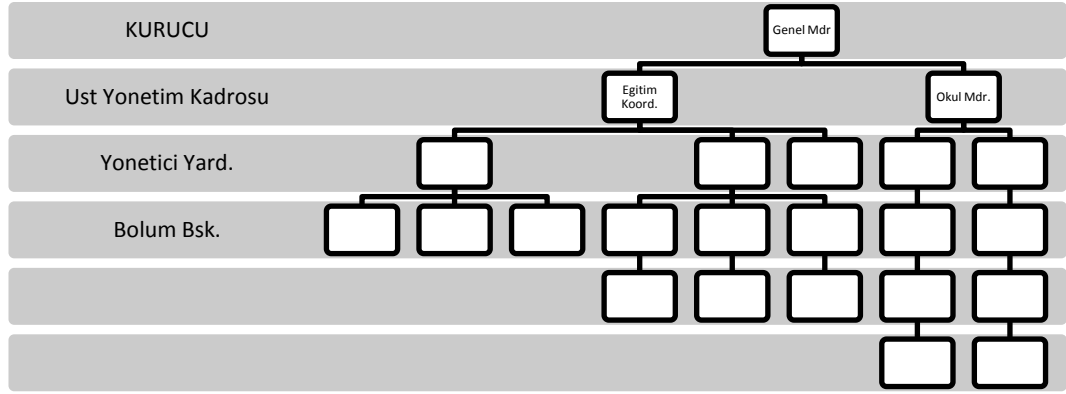 KURUCU
Genel Mdr
Ust Yonetim Kadrosu
Egitim
Koord.
Okul Mdr.
Yonetici Yard.
Bolum Bsk.